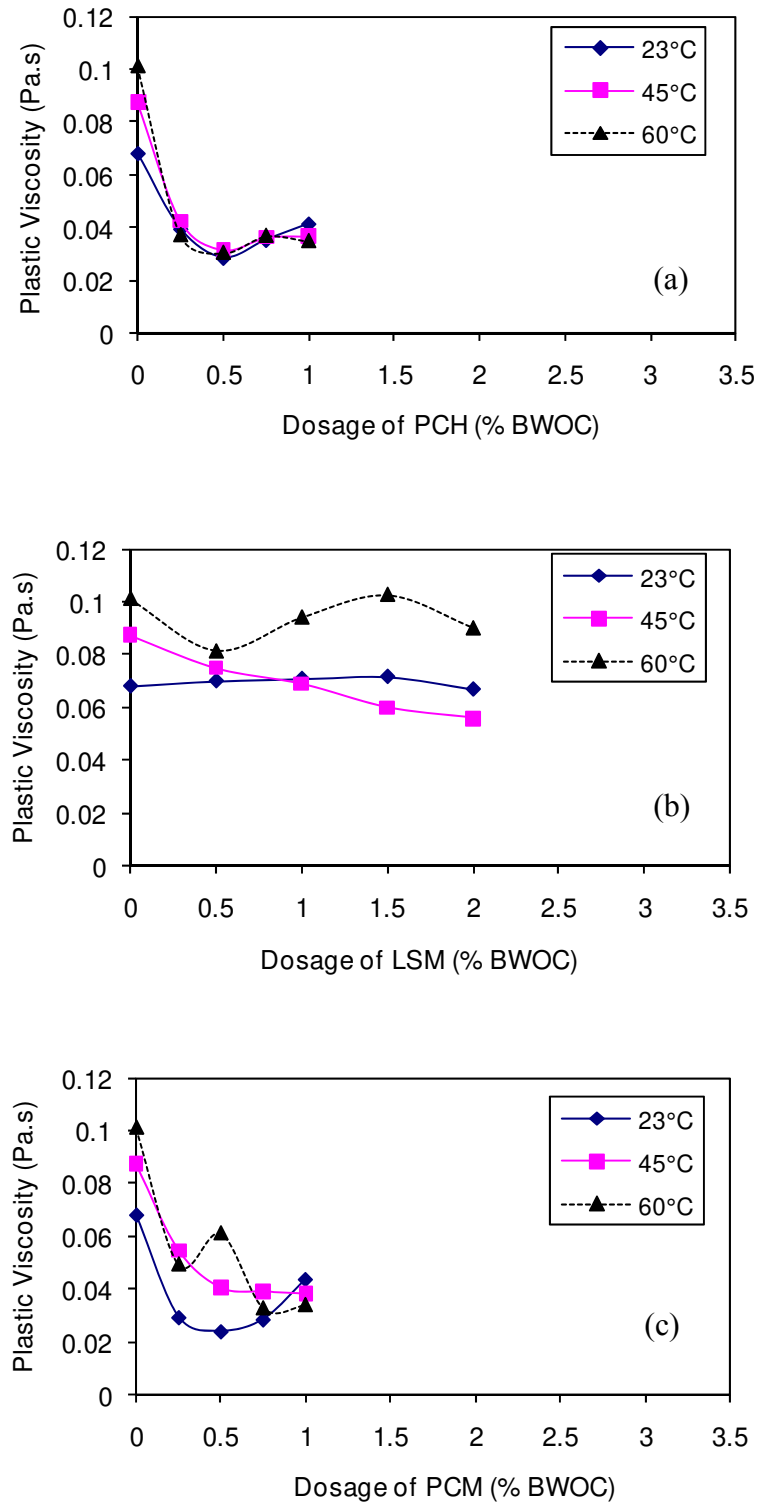 Plastic Viscosity (Pa.s)
0.12
0.1
0.08
0.06
0.04
0.02
0
23°C
45°C
60°C
(a)
0 0.5 1 1.5 2 2.5 3 3.5
Dosage of PCH (% BWOC)
Plastic Viscosity (Pa.s)
0.12
0.1
0.08
0.06
0.04
0.02
0
23°C
45°C
60°C
(b)
0 0.5 1 1.5 2 2.5 3 3.5
Dosage of LSM (% BWOC)
Plastic Viscosity (Pa.s)
0.12
0.1
0.08
0.06
0.04
0.02
0
23°C
45°C
60°C
(c)
0 0.5 1 1.5 2 2.5 3 3.5
Dosage of PCM (% BWOC)